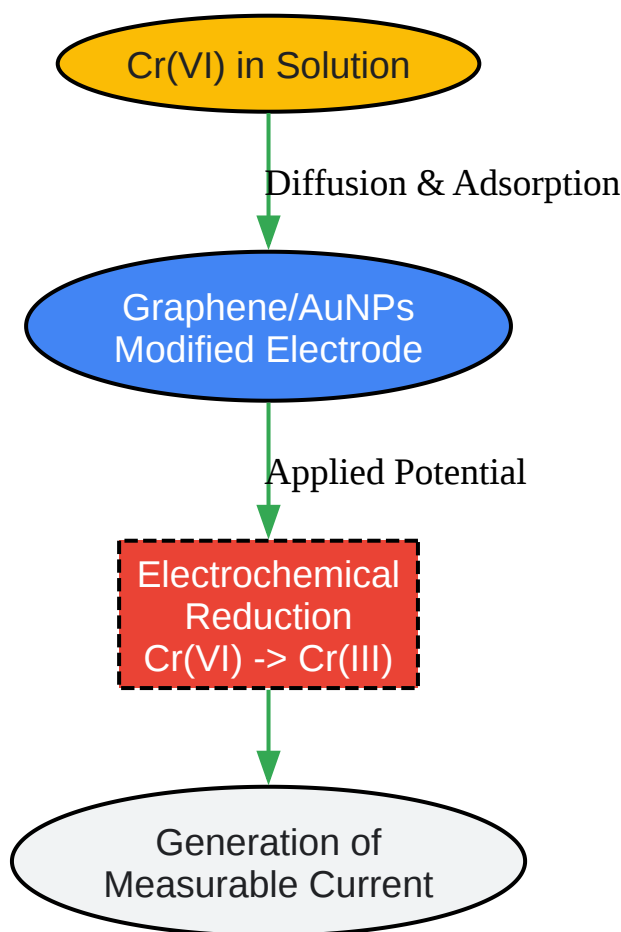 Cr(VI) in Solution
Diffusion & Adsorption
Graphene/AuNPs
Modified Electrode
Applied Potential
Electrochemical
Reduction
Cr(VI) -> Cr(III)
Generation of
Measurable Current